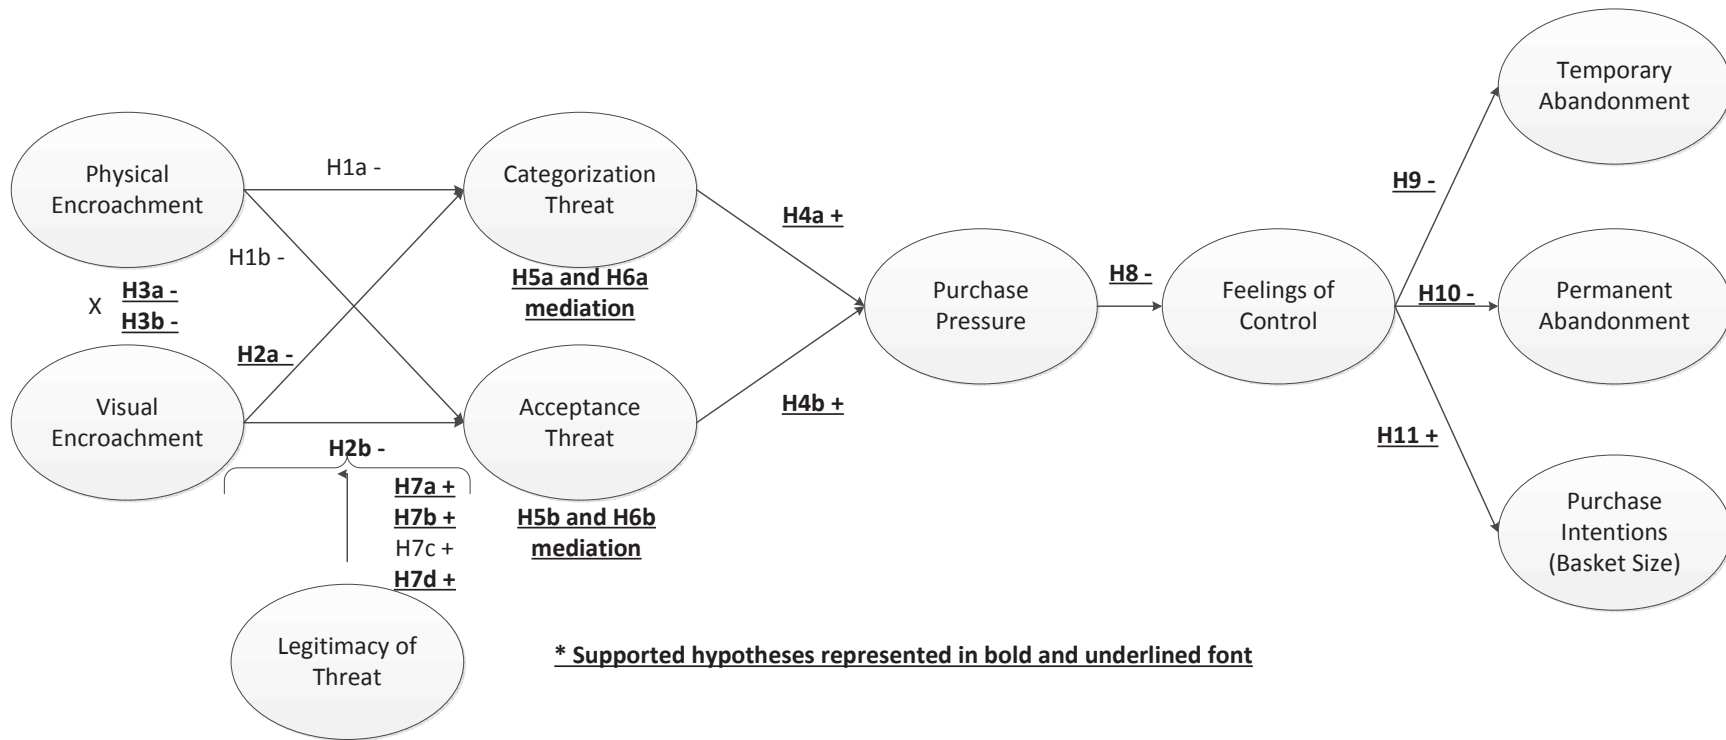 Temporary
Abandonment
Physical
Encroachment
H1a -
Categorization
Threat
H9 -
H4a +
H1b -
H5a and H6a
mediation
X
H3a -
H3b -
Purchase
Pressure
H8 -
Feelings of
Control
H10 -
Permanent
Abandonment
H2a -
Visual
Encroachment
Acceptance
Threat
H4b +
H11 +
H2b -
H7a +
H7b +
H7c +
H7d +
H5b and H6b
mediation
Purchase
Intentions
(Basket Size)
Legitimacy of
Threat
* Supported hypotheses represented in bold and underlined font